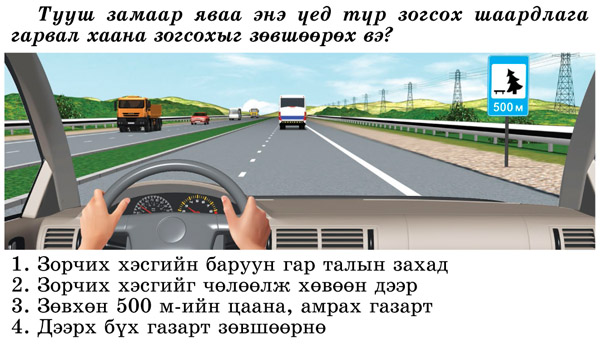 Тууш замаар яваа энэ үед түр зогсох шаардлага
гарвал хаана зогсохыг зөвшөөрөх вэ?
500 м
1. Зорчих хэсгийн баруун гар талын захад
2. Зорчих хэсгийг чөлөөлж хөвөөн дээр
3. Зөвхөн 500 м-ийн цаана, амрах газарт
4. Дээрх бүх газарт зөвшөөрнө